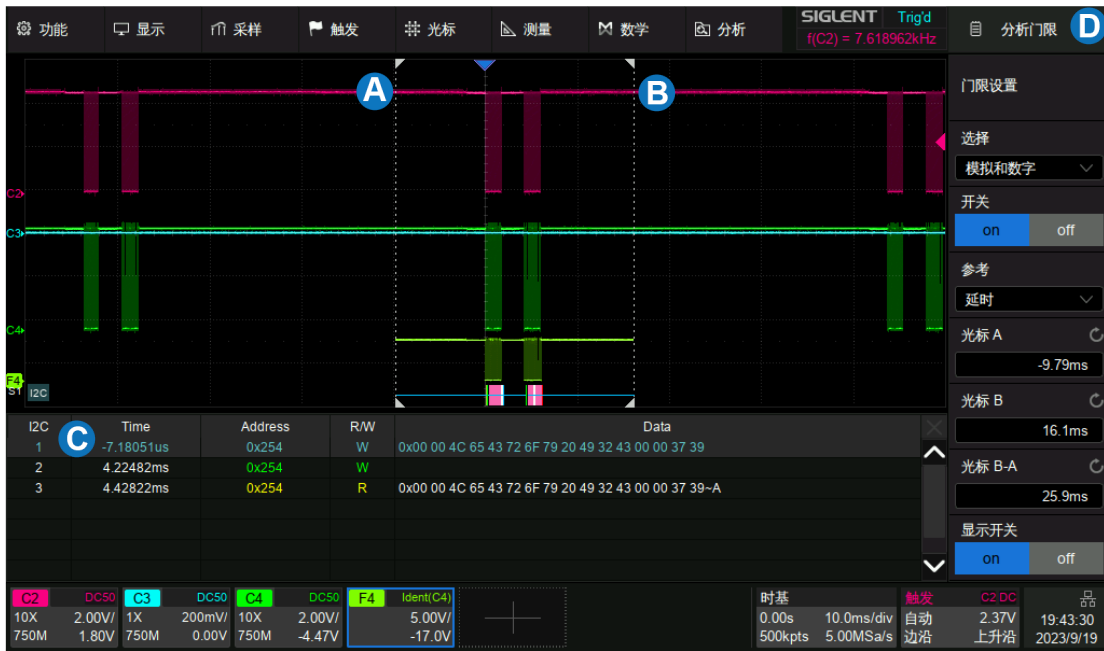 功能 显示 采样 触发 光标 测量 数学 分析
SIGLENT Trig'd
f(C2) = 7.618962kHz
分析门限
D
A
B
门限设置
选择
模拟和数字
开关
on off
参考
延时
光标 A
-9.79ms
光标 B
16.1ms
光标 B-A
25.9ms
显示开关
on off
C2
C3
C4
F4
S1 I2C
I2C Time Address R/W Data
C
1 -7.18051us 0x254 W 0x00 00 4C 65 43 72 6F 79 20 49 32 43 00 00 37 39
2 4.22482ms 0x254 W
3 4.42822ms 0x254 R 0x00 00 4C 65 43 72 6F 79 20 49 32 43 00 00 37 39~A
C2 DC50 C3 DC50 C4 DC50 F4 Ident(C4)
10X 2.00V/ 1X 200mV/ 10X 2.00V/ 5.00V/
750M 1.80V 750M 0.00V 750M -4.47V -17.0V
时基 触发 C2 DC
0.00s 10.0ms/div 自动 2.37V 19:43:30
500kpts 5.00MSa/s 边沿 上升沿 2023/9/19